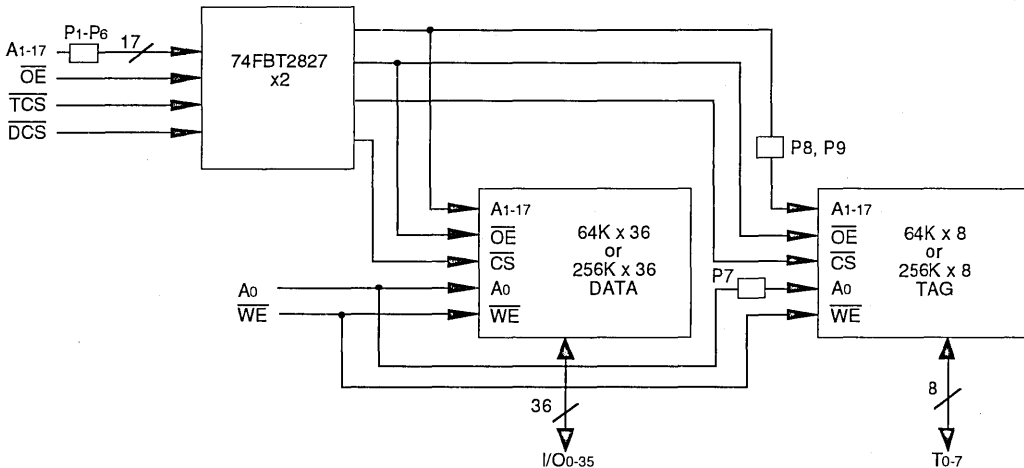 P1-P6
A1-17
17
OE
TCS
DCS
74FBT2827
x2
P8, P9
A1-17
OE
CS
A0
WE
64K x 36
or
256K x 36
DATA
A0
WE
P7
A1-17
OE
CS
A0
WE
64K x 8
or
256K x 8
TAG
36
I/O0-35
8
T0-7